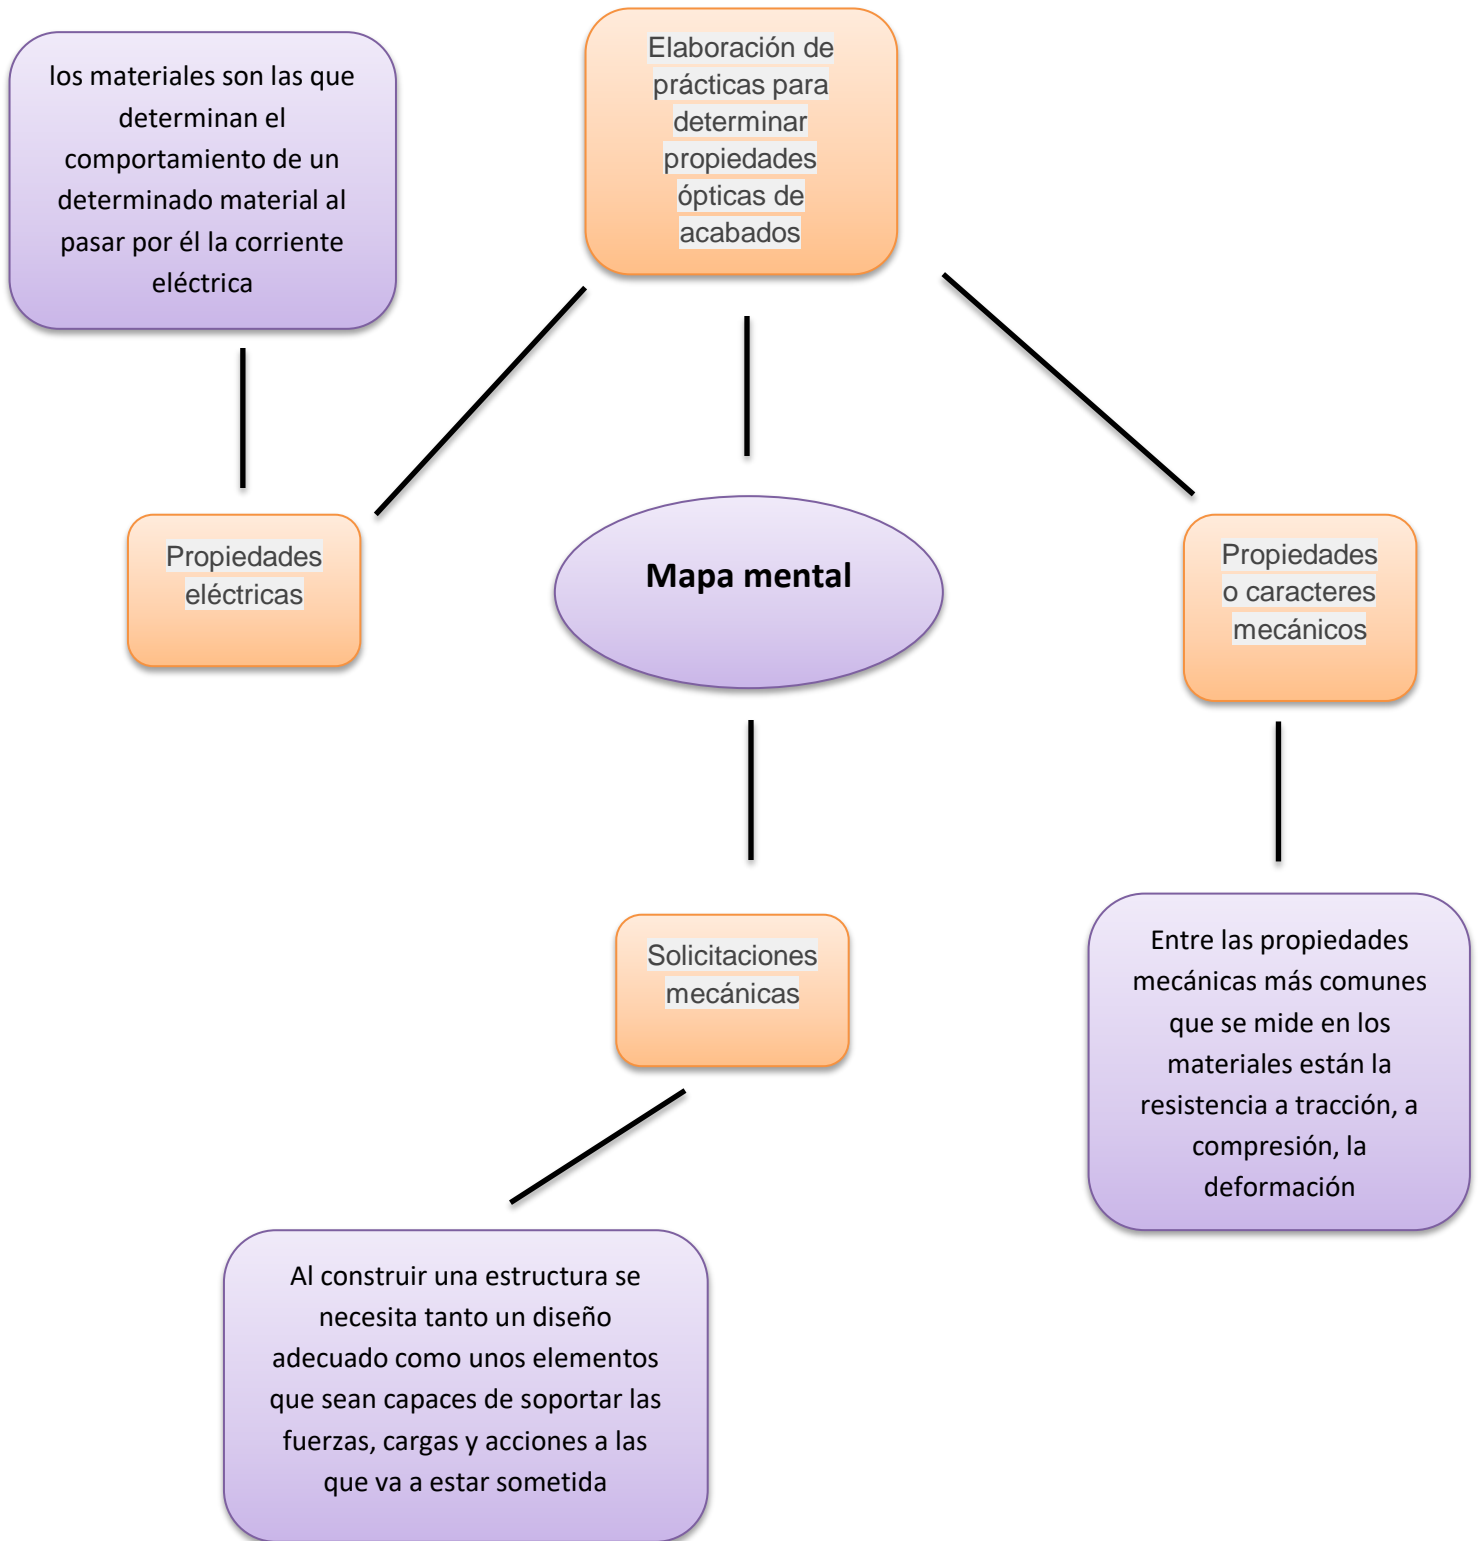 los materiales son las que
determinan el
comportamiento de un
determinado material al
pasar por él la corriente
eléctrica
Elaboración de
prácticas para
determinar
propiedades
ópticas de
acabados
Propiedades
eléctricas
Mapa mental
Propiedades
o caracteres
mecánicos
Solicitaciones
mecánicas
Entre las propiedades
mecánicas más comunes
que se mide en los
materiales están la
resistencia a tracción, a
compresión, la
deformación
Al construir una estructura se
necesita tanto un diseño
adecuado como unos elementos
que sean capaces de soportar las
fuerzas, cargas y acciones a las
que va a estar sometida